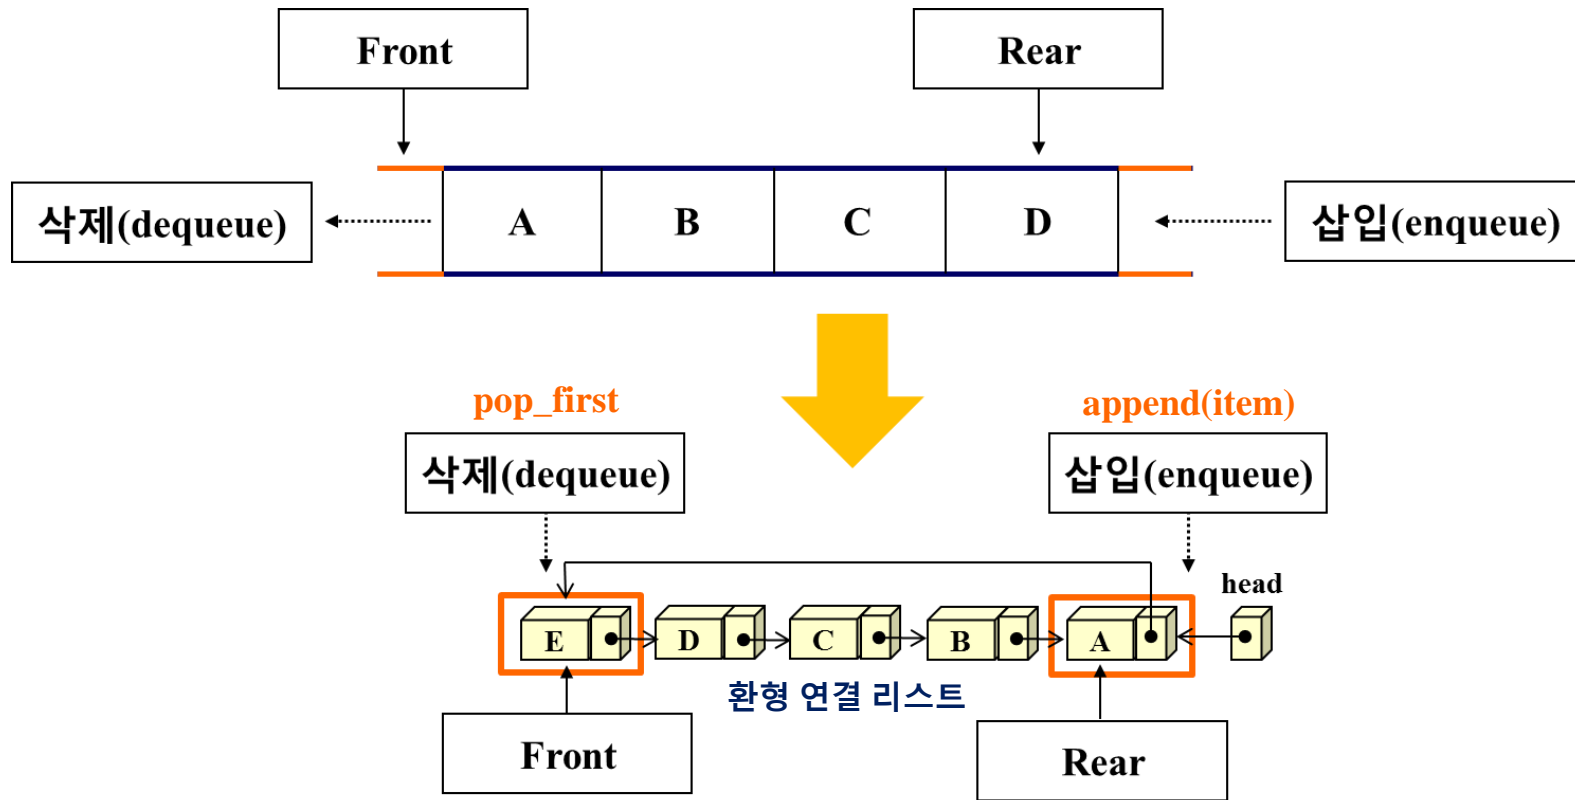 Front
Rear
삭제(dequeue)
A
B
C
D
삽입(enqueue)
pop_first
append(item)
삭제(dequeue)
삽입(enqueue)
head
E
D
C
B
A
환형 연결 리스트
Front
Rear